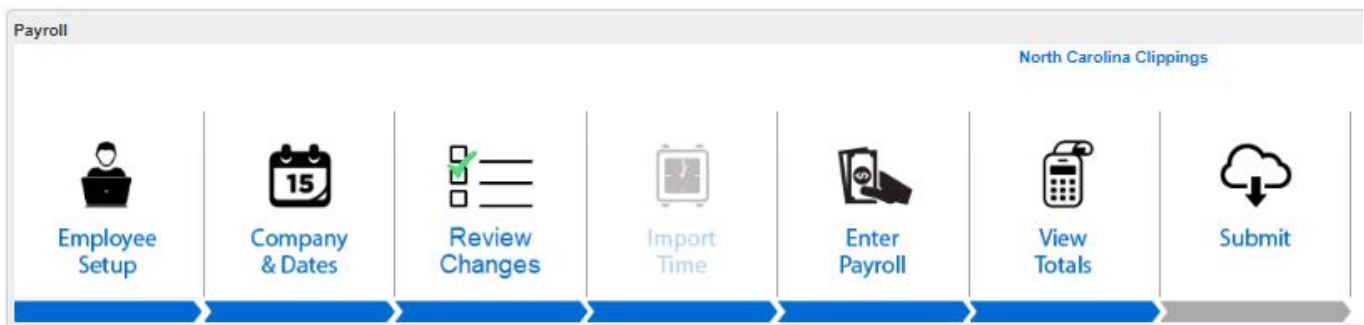 Payroll
North Carolina Clippings
15
Employee
Setup
Company
& Dates
Review
Changes
Import
Time
$
Enter
Payroll
View
Totals
Submit